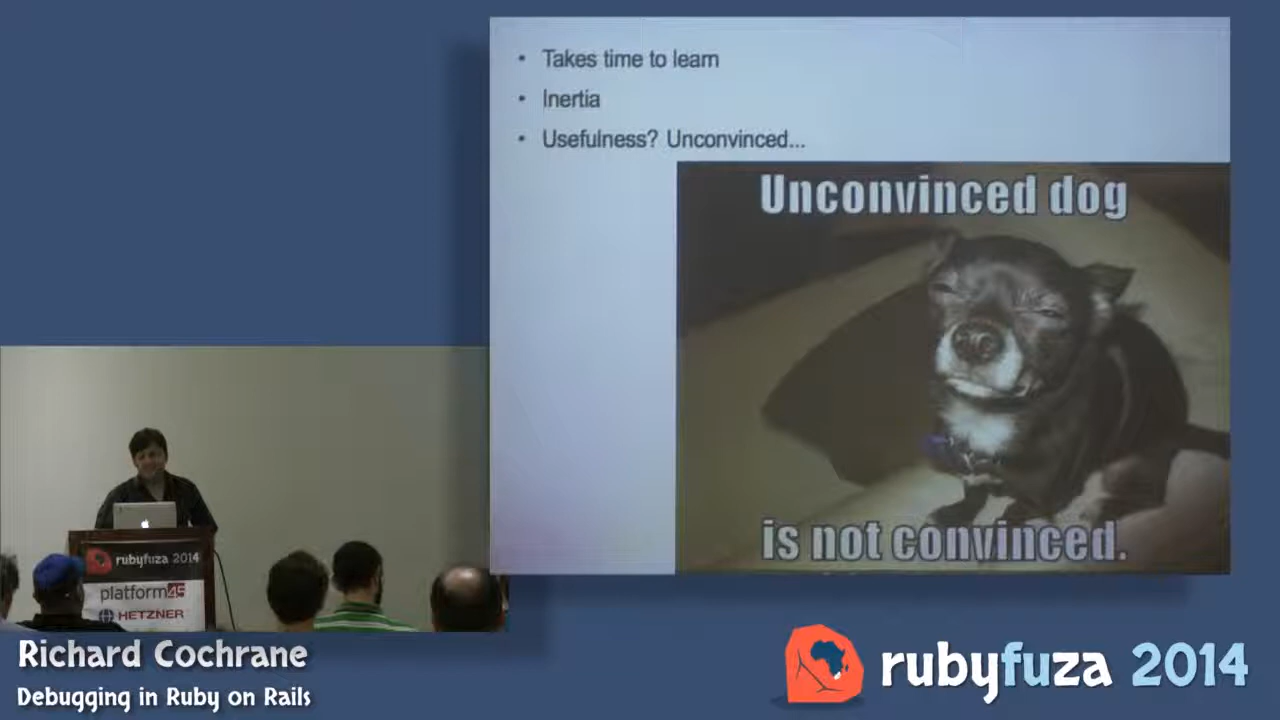 • Takes time to learn
• Inertia
• Usefulness? Unconvinced...
Unconvinced dog
is not convinced.
rubyfuza 2014
platform45
HETZNER
Richard Cochrane
Debugging in Ruby on Rails
rubyfuza 2014